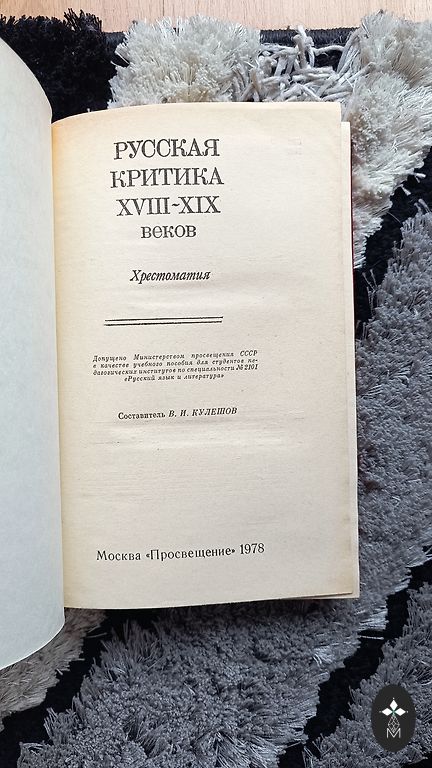 РУССКАЯ
КРИТИКА
XVIII-XIX
ВЕКОВ
Хрестоматия
Допущено Министерством просвещения СССР
в качестве учебного пособия для студентов пе-
дагогических институтов по специальности № 2101
«Русский язык и литература»
Составитель В. И. КУЛЕШОВ
Москва «Просвещение» 1978
M